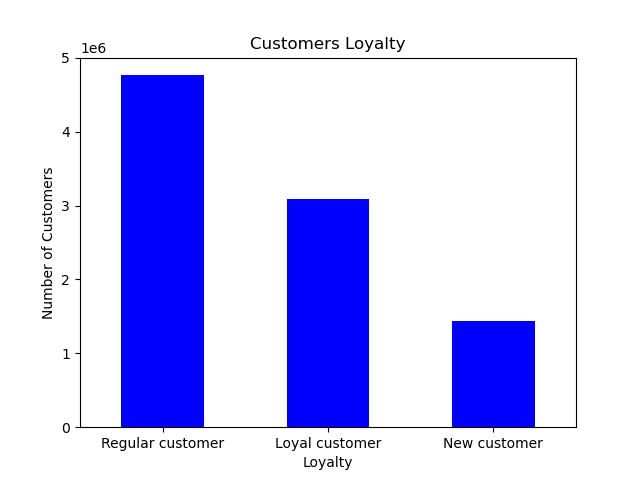 Customers Loyalty
1e6
5
4
3
2
1
0
Number of Customers
Regular customer
Loyal customer
New customer
Loyalty